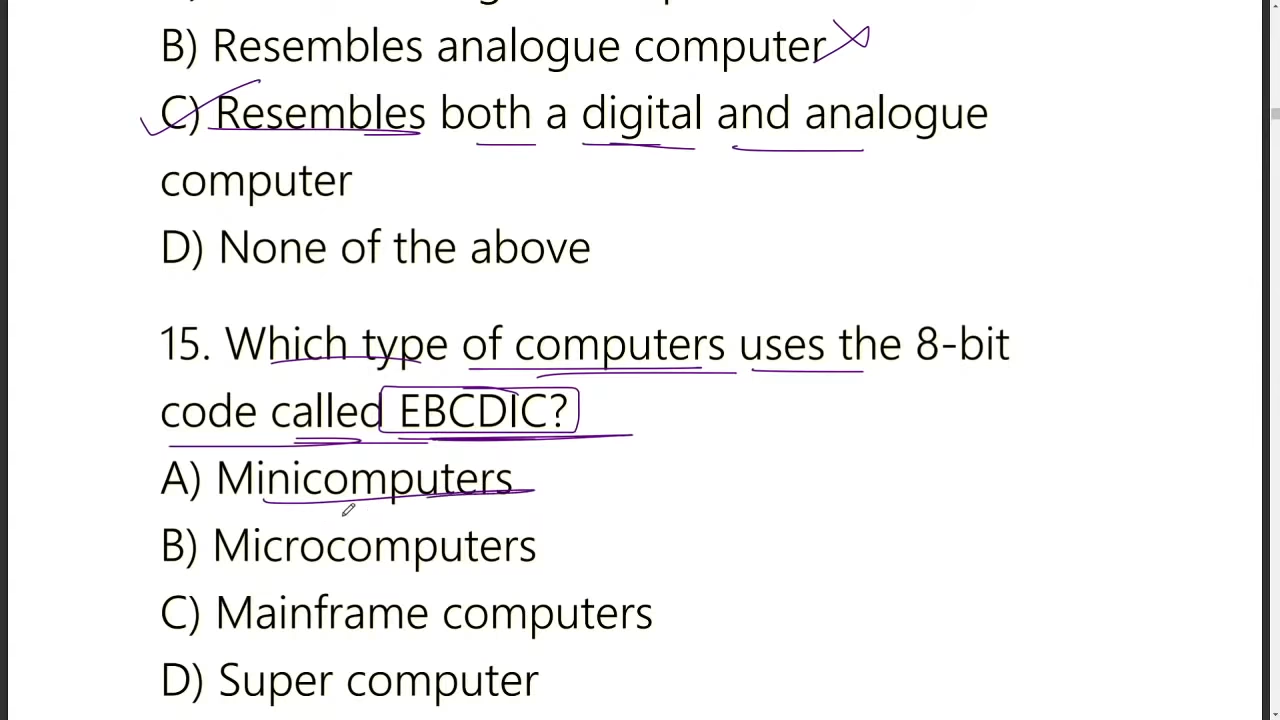 B) Resembles analogue computer
C) Resembles both a digital and analogue
computer
D) None of the above
15. Which type of computers uses the 8-bit
code called EBCDIC?
A) Minicomputers
B) Microcomputers
C) Mainframe computers
D) Super computer